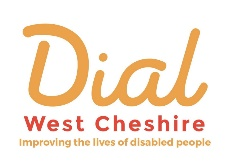 Dial
West Cheshire
Improving the lives of disabled people